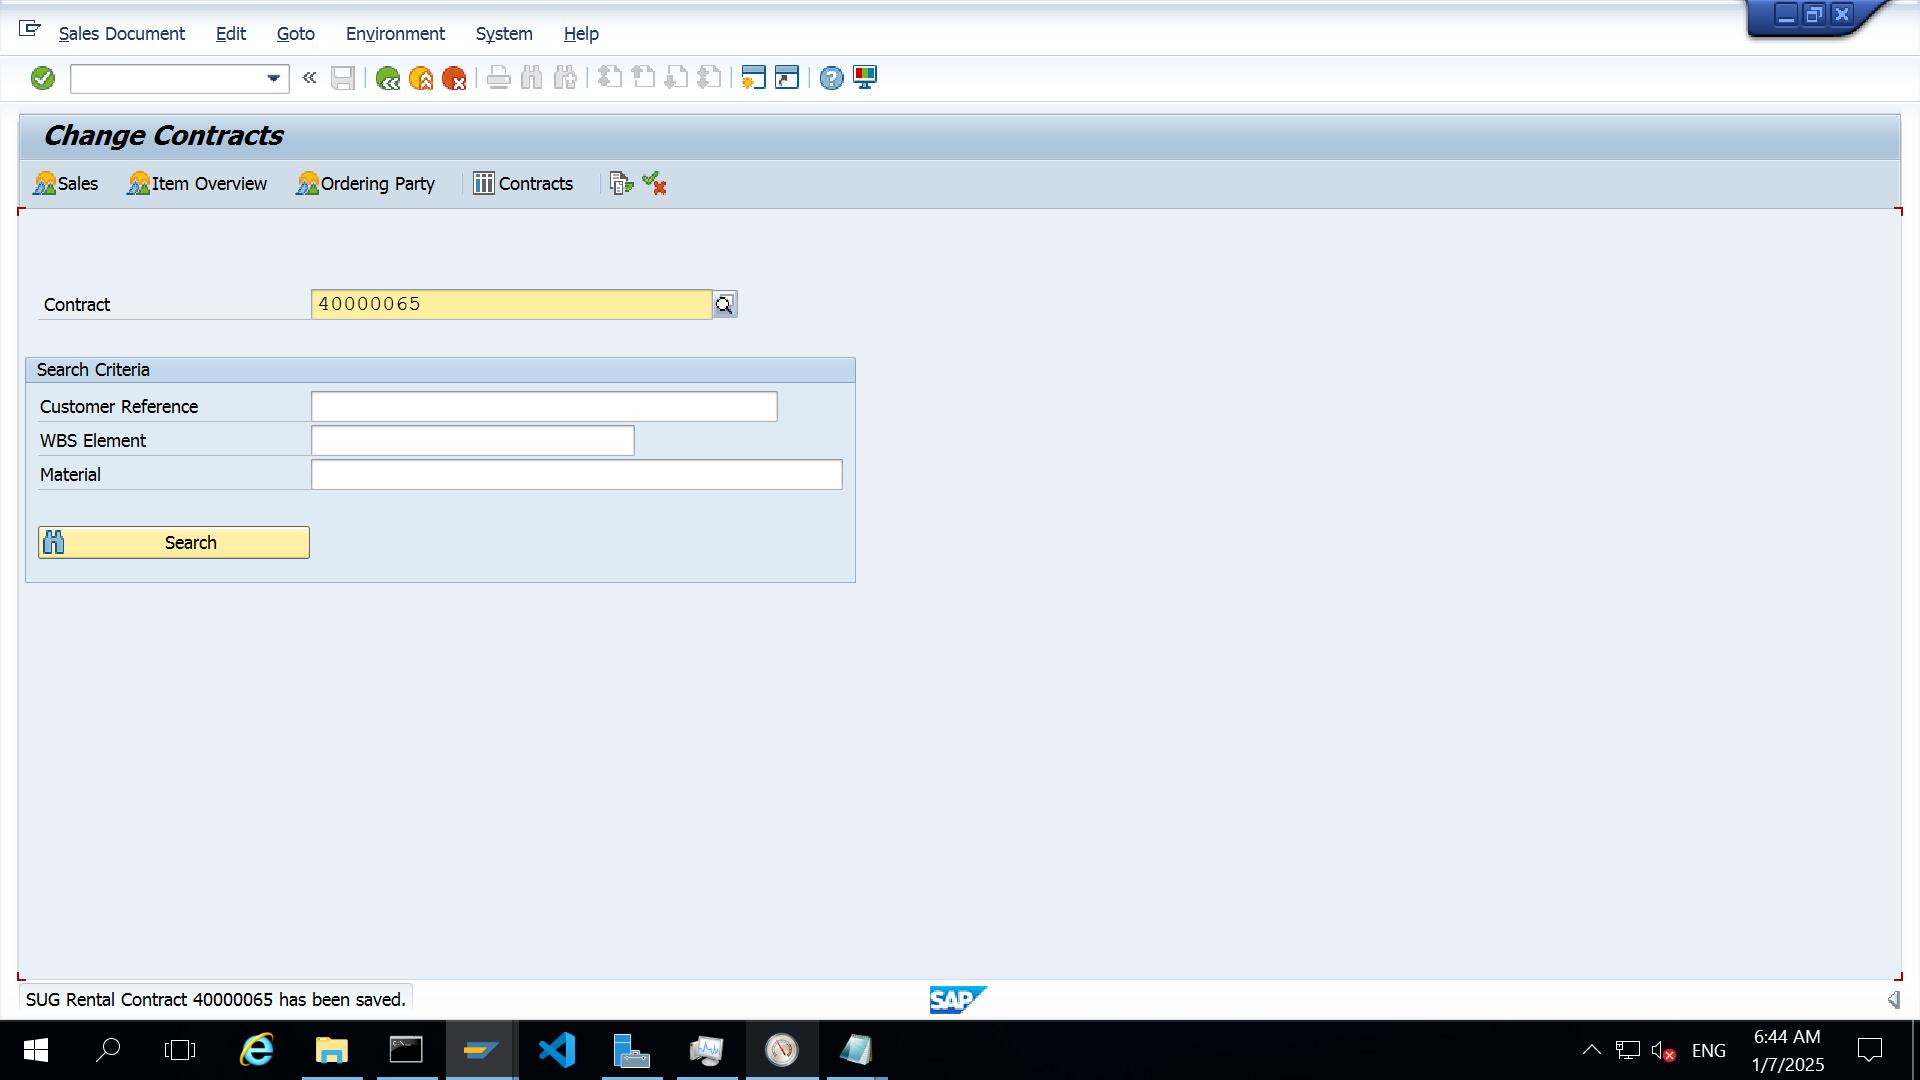 Sales Document Edit Goto Environment System Help
Change Contracts
Sales Item Overview Ordering Party Contracts
Contract 40000065
Search Criteria
Customer Reference
WBS Element
Material
Search
SUG Rental Contract 40000065 has been saved.
SAP
ENG
6:44 AM
1/7/2025